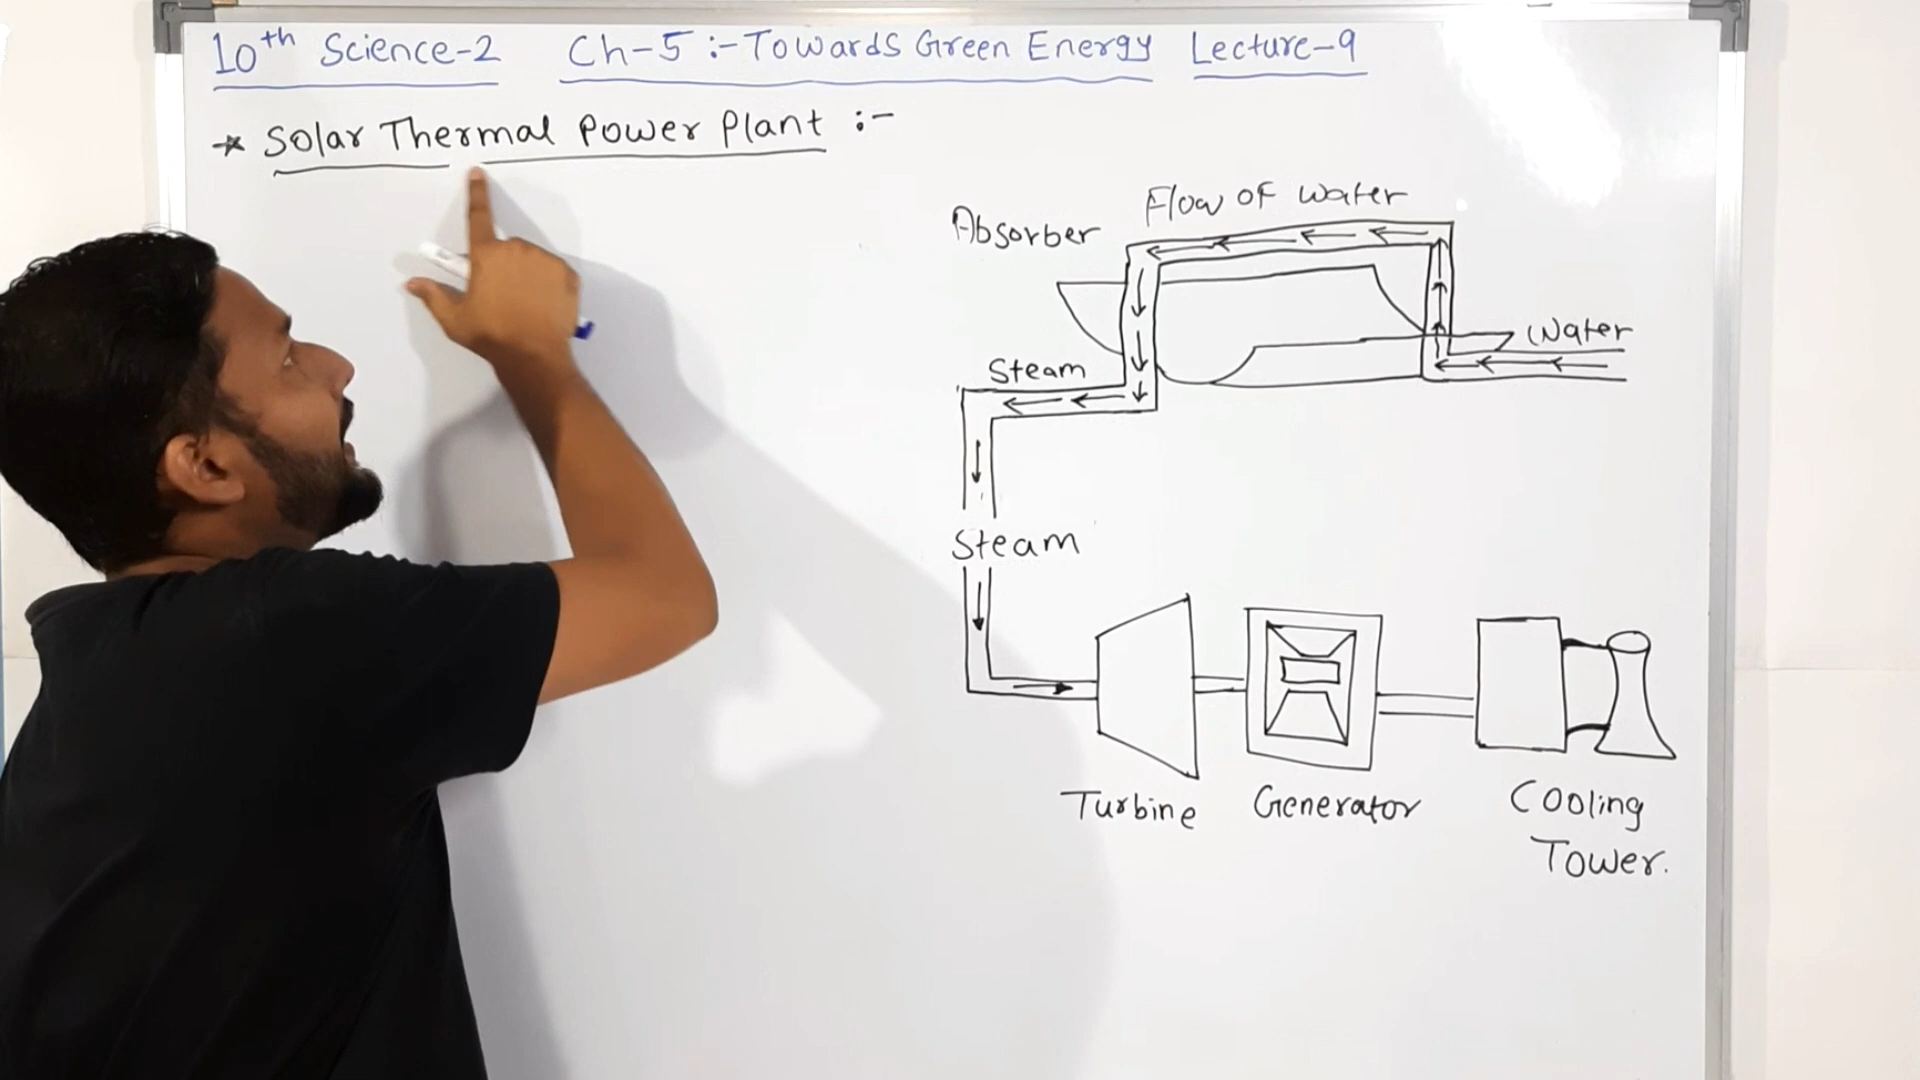 10th Science-2 Ch-5 :- Towards Green Energy Lecture-9
* Solar Thermal Power Plant :-
Flow of water
Absorber
Water
Steam
Steam
Turbine Generator Cooling
Tower.